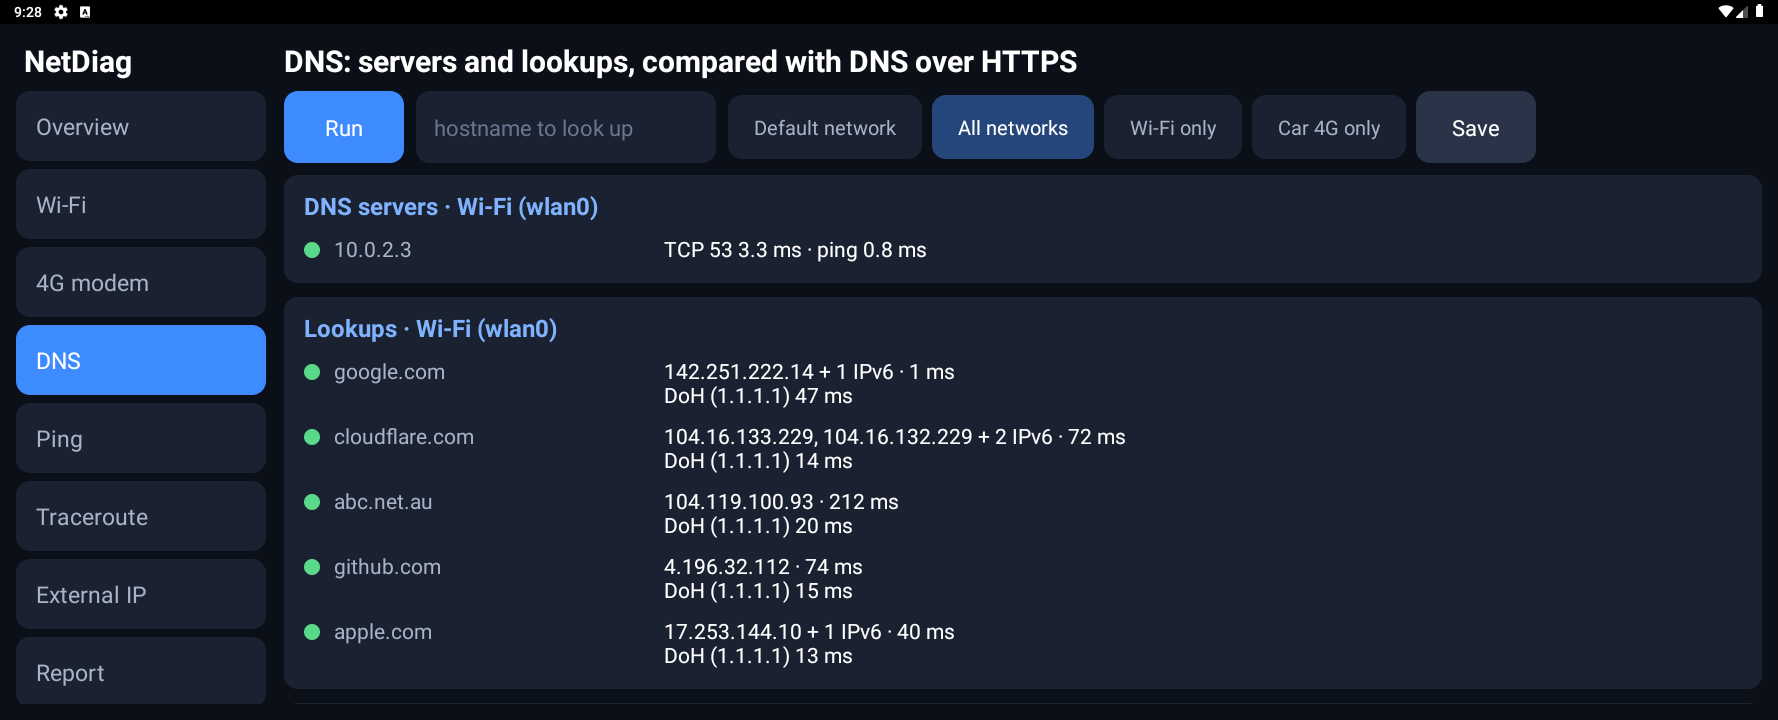 9:28
NetDiag
Overview
Wi-Fi
4G modem
DNS
Ping
Traceroute
External IP
Report
DNS: servers and lookups, compared with DNS over HTTPS
Run
hostname to look up
Default network
All networks
Wi-Fi only
Car 4G only
Save
DNS servers · Wi-Fi (wlan0)
10.0.2.3 TCP 53 3.3 ms · ping 0.8 ms
Lookups · Wi-Fi (wlan0)
google.com 142.251.222.14 + 1 IPv6 · 1 ms
DoH (1.1.1.1) 47 ms
cloudflare.com 104.16.133.229, 104.16.132.229 + 2 IPv6 · 72 ms
DoH (1.1.1.1) 14 ms
abc.net.au 104.119.100.93 · 212 ms
DoH (1.1.1.1) 20 ms
github.com 4.196.32.112 · 74 ms
DoH (1.1.1.1) 15 ms
apple.com 17.253.144.10 + 1 IPv6 · 40 ms
DoH (1.1.1.1) 13 ms